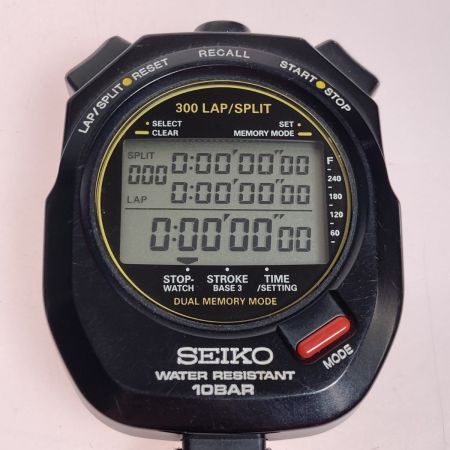 RECALL
LAP/SPLIT ● RESET
START ● STOP
300 LAP/SPLIT
• SELECT
CLEAR
SET •
MEMORY MODE
SPLIT
000
0:00'00"00
0:00'00"00
LAP
0:00'00"00
F
240
180
120
60
STOP-
WATCH
STROKE
BASE 3
TIME
/SETTING
DUAL MEMORY MODE
SEIKO
WATER RESISTANT
10BAR
MODE